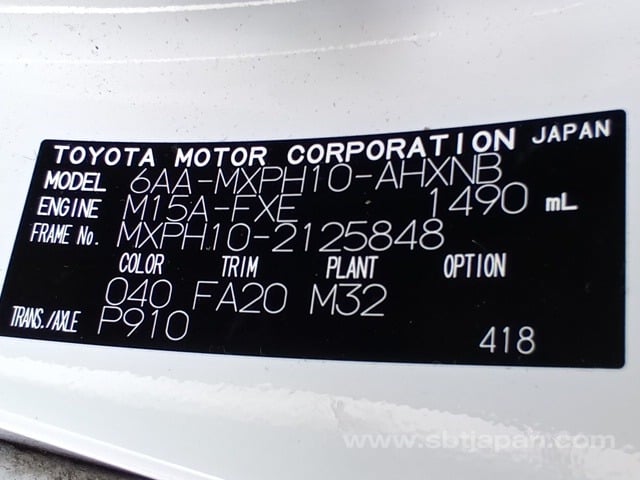 TOYOTA MOTOR CORPORATION JAPAN
MODEL 6AA-MXPH10-AHXNB
ENGINE M15A-FXE 1490 mL
FRAME No. MXPH10-2125848
COLOR TRIM PLANT OPTION
040 FA20 M32
TRANS./AXLE P910
418
www.sbtjapan.com